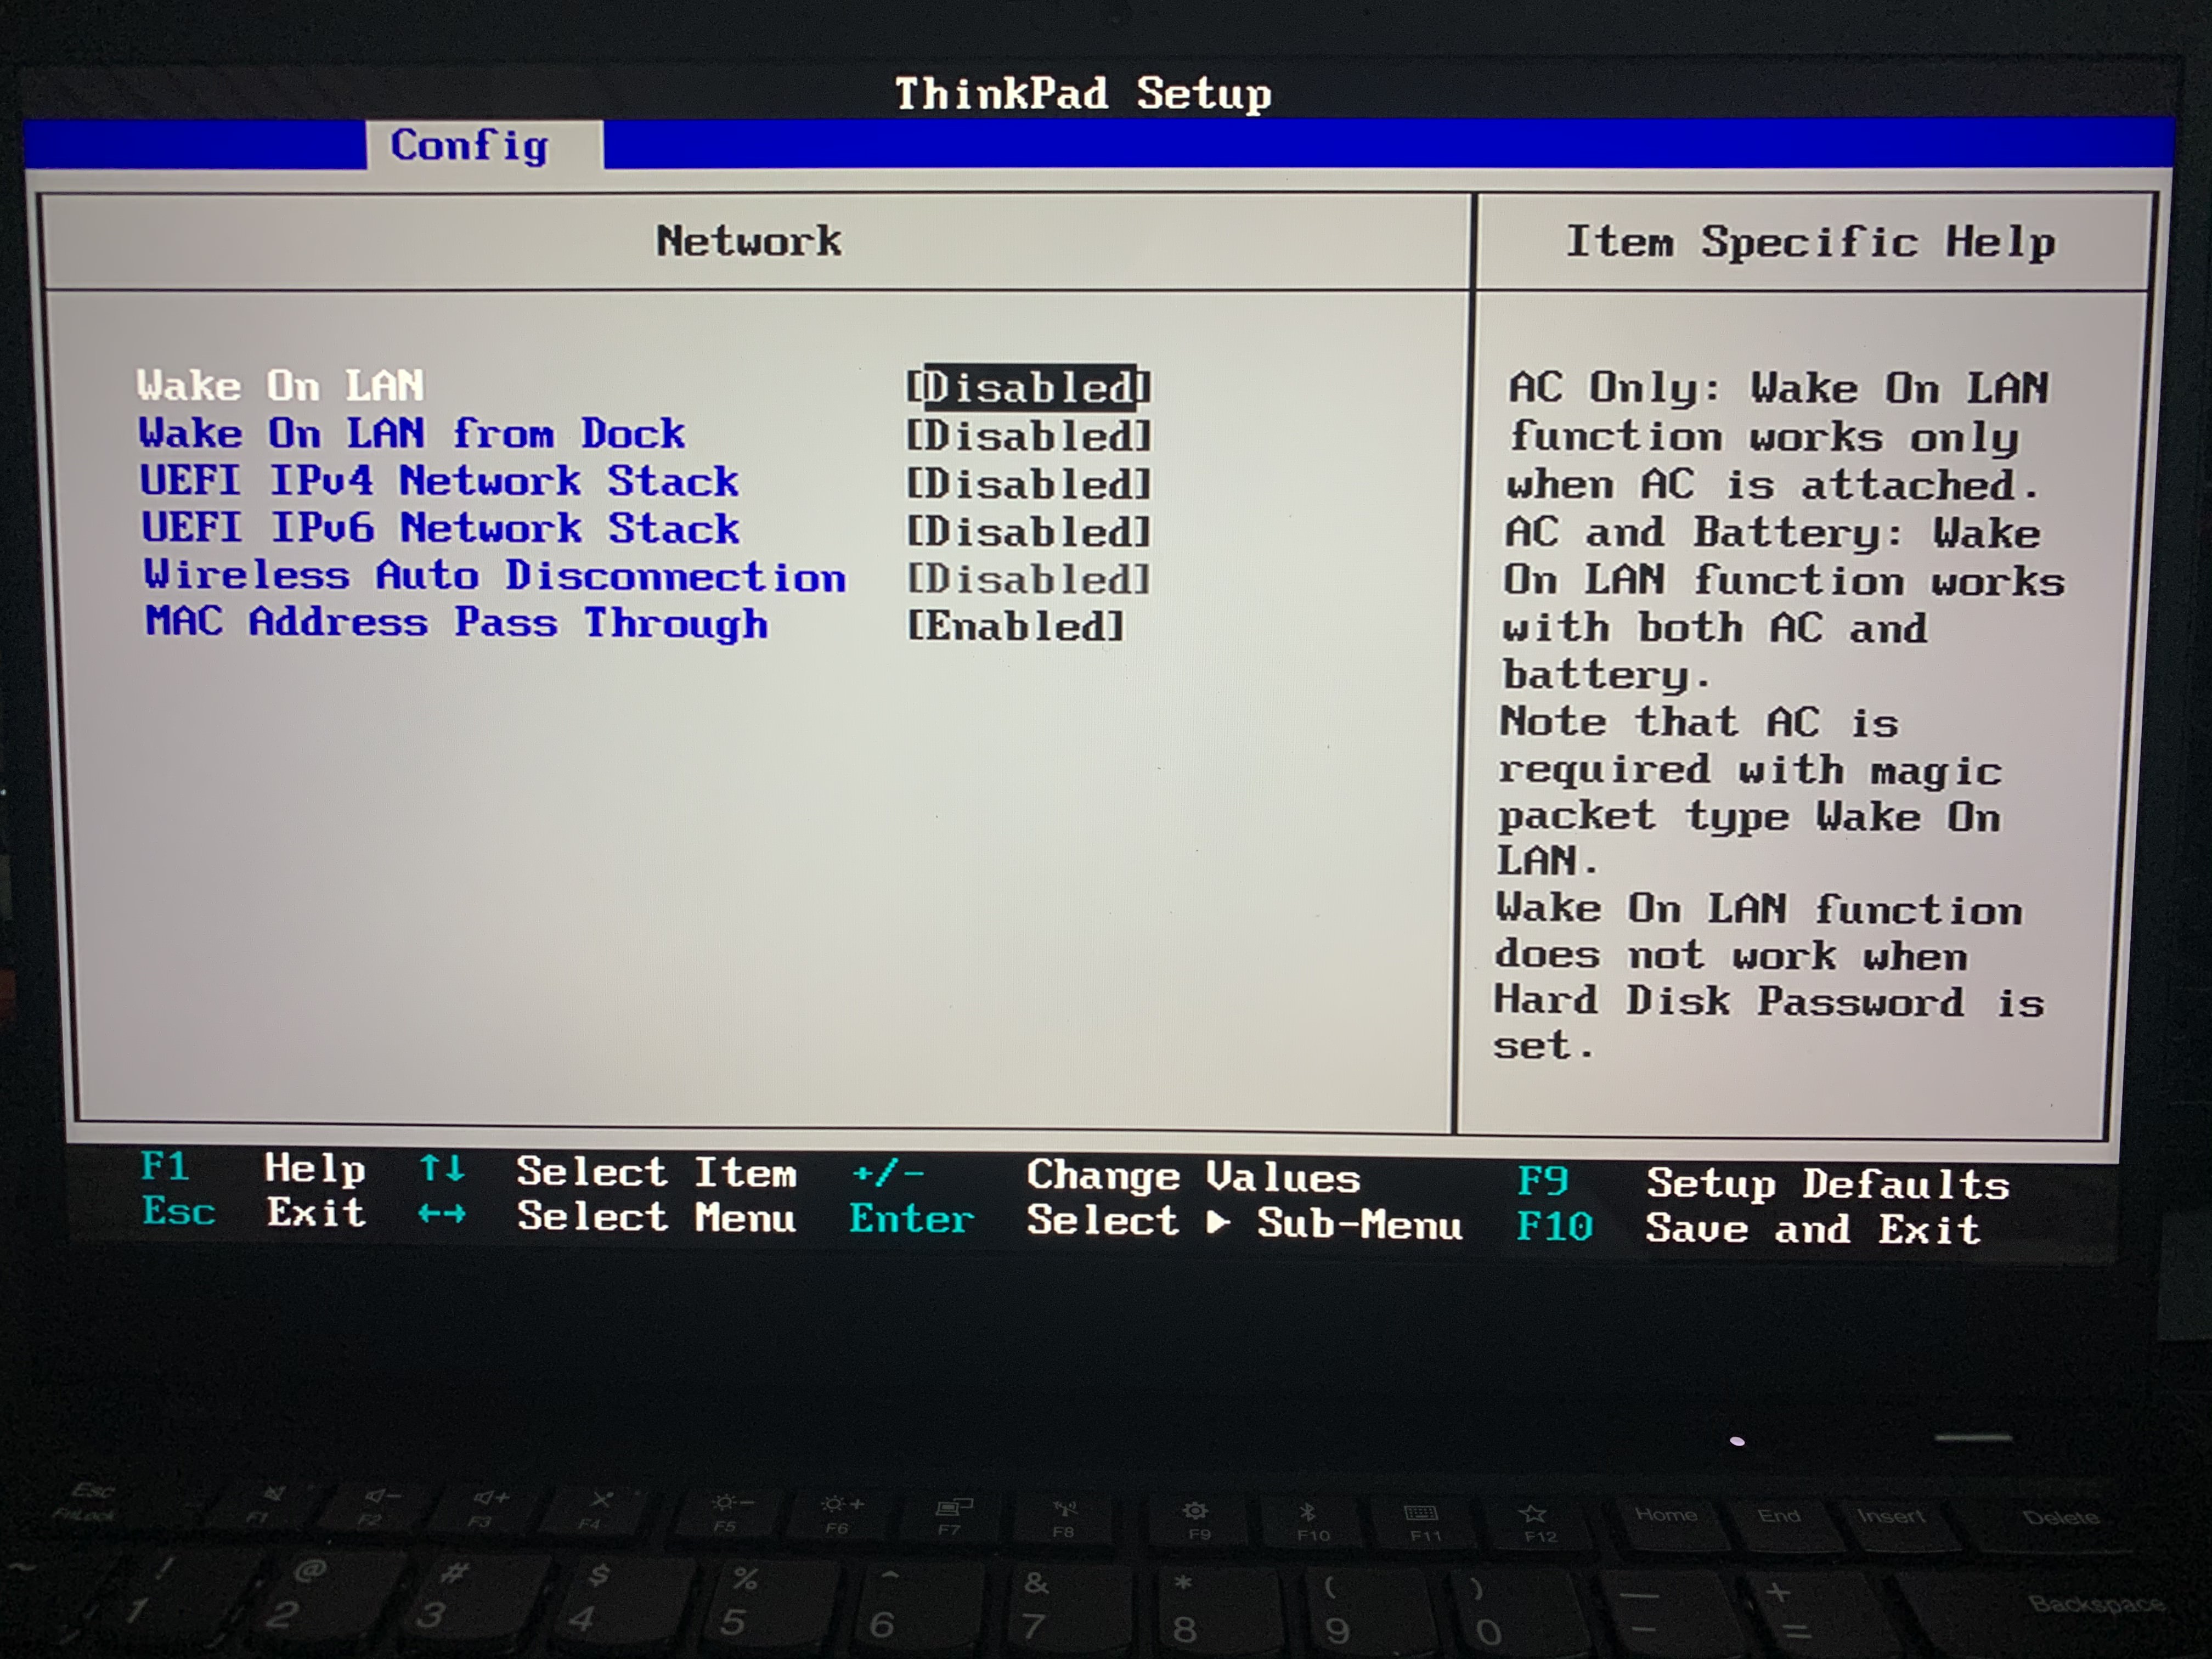 ThinkPad Setup
Config
Network
Item Specific Help
Wake On LAN [Disabled]
Wake On LAN from Dock [Disabled]
UEFI IPv4 Network Stack [Disabled]
UEFI IPv6 Network Stack [Disabled]
Wireless Auto Disconnection [Disabled]
MAC Address Pass Through [Enabled]
AC Only: Wake On LAN
function works only
when AC is attached.
AC and Battery: Wake
On LAN function works
with both AC and
battery.
Note that AC is
required with magic
packet type Wake On
LAN.
Wake On LAN function
does not work when
Hard Disk Password is
set.
F1 Help ↑↓ Select Item +/- Change Values F9 Setup Defaults
Esc Exit ←→ Select Menu Enter Select ▶ Sub-Menu F10 Save and Exit
Esc Home End Insert Delete
FnLock F1 F2 F3 F4 F5 F6 F7 F8 F9 F10 F11 F12
~ ! @ # $ % ^ & * ( ) — +
1 2 3 4 5 6 7 8 9 0 - = Backspace